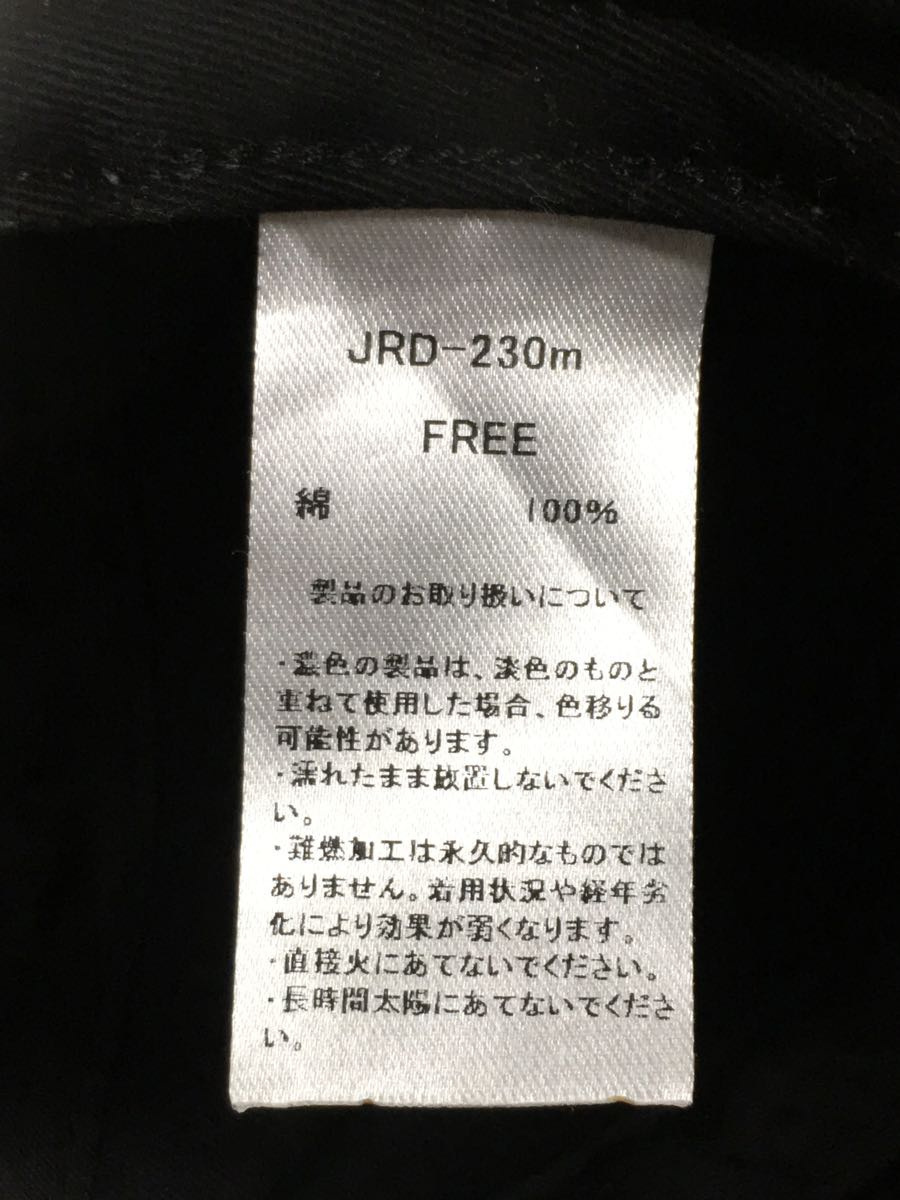 JRD-230m
FREE
綿 100%
製品のお取り扱いについて
・濃色の製品は、淡色のものと
重ねて使用した場合、色移りる
可能性があります。
・濡れたまま放置しないでくださ
い。
・難燃加工は永久的なものでは
ありません。着用状況や経年劣
化により効果が弱くなります。
・直接火にあてないでください。
・長時間太陽にあてないでくださ
い。